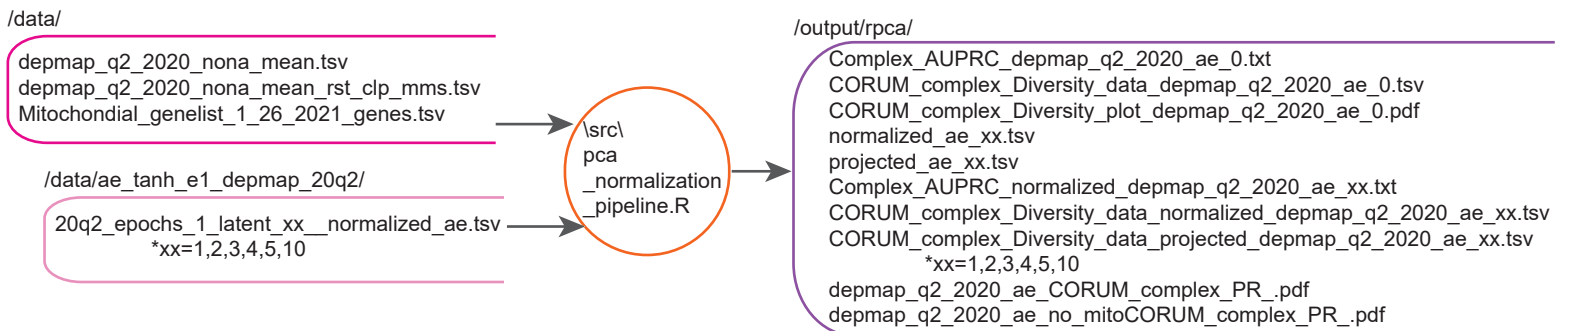 /data/
depmap_q2_2020_nona_mean.tsv
depmap_q2_2020_nona_mean_rst_clp_mms.tsv
Mitochondial_genelist_1_26_2021_genes.tsv
/data/ae_tanh_e1_depmap_20q2/
20q2_epochs_1_latent_xx__normalized_ae.tsv
*xx=1,2,3,4,5,10
\src\
pca
_normalization
_pipeline.R
/output/rpca/
Complex_AUPRC_depmap_q2_2020_ae_0.txt
CORUM_complex_Diversity_data_depmap_q2_2020_ae_0.tsv
CORUM_complex_Diversity_plot_depmap_q2_2020_ae_0.pdf
normalized_ae_xx.tsv
projected_ae_xx.tsv
Complex_AUPRC_normalized_depmap_q2_2020_ae_xx.txt
CORUM_complex_Diversity_data_normalized_depmap_q2_2020_ae_xx.tsv
CORUM_complex_Diversity_data_projected_depmap_q2_2020_ae_xx.tsv
*xx=1,2,3,4,5,10
depmap_q2_2020_ae_CORUM_complex_PR_.pdf
depmap_q2_2020_ae_no_mitoCORUM_complex_PR_.pdf